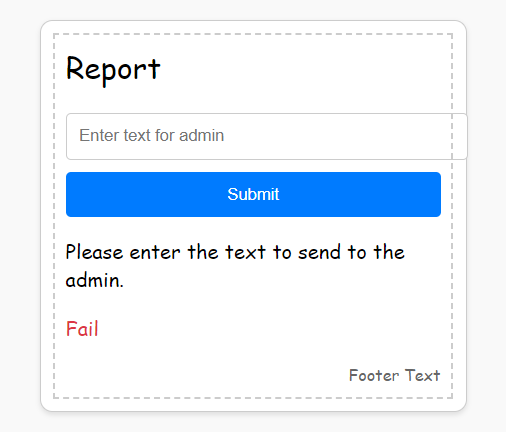 Report
Enter text for admin
Submit
Please enter the text to send to the
admin.
Fail
Footer Text